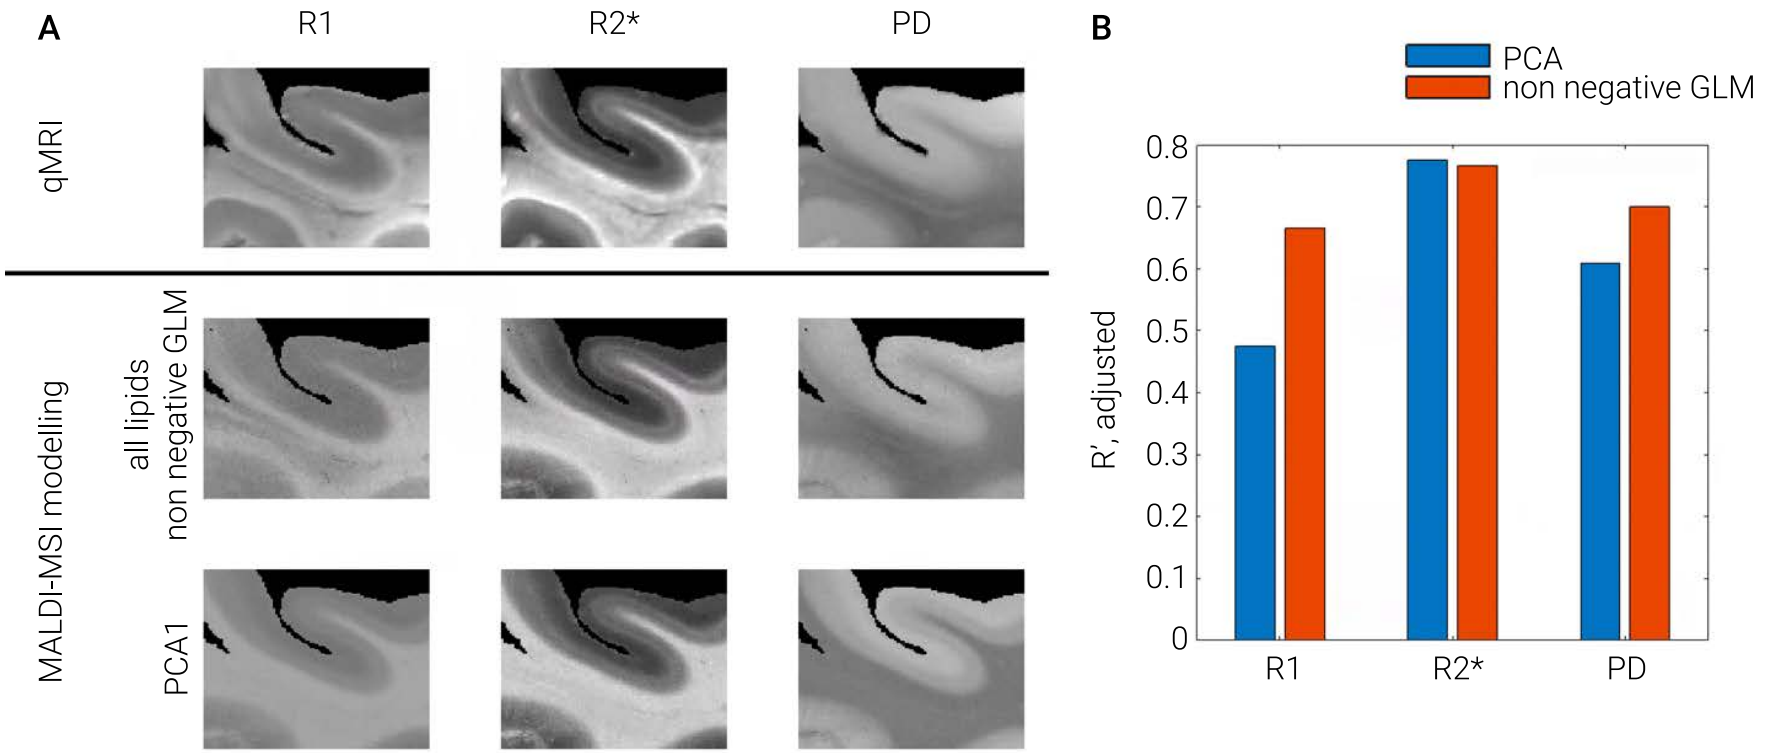 A
R1
R2*
PD
qMRI
MALDI-MSI modelling
all lipids
non negative GLM
PCA1
B
PCA
non negative GLM
R’, adjusted
0.8
0.7
0.6
0.5
0.4
0.3
0.2
0.1
0
R1
R2*
PD